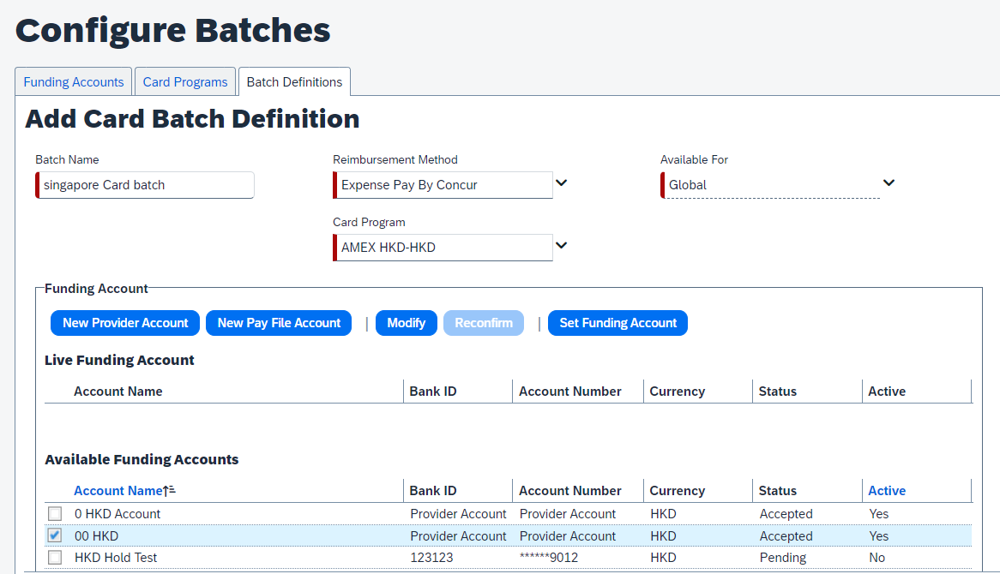 Configure Batches
Funding Accounts Card Programs Batch Definitions
Add Card Batch Definition
Batch Name Reimbursement Method Available For
singapore Card batch Expense Pay By Concur Global
Card Program
AMEX HKD-HKD
Funding Account
New Provider Account New Pay File Account | Modify Reconfirm | Set Funding Account
Live Funding Account
Account Name Bank ID Account Number Currency Status Active
Available Funding Accounts
Account Name Bank ID Account Number Currency Status Active
0 HKD Account Provider Account Provider Account HKD Accepted Yes
00 HKD Provider Account Provider Account HKD Accepted Yes
HKD Hold Test 123123 ******9012 HKD Pending No